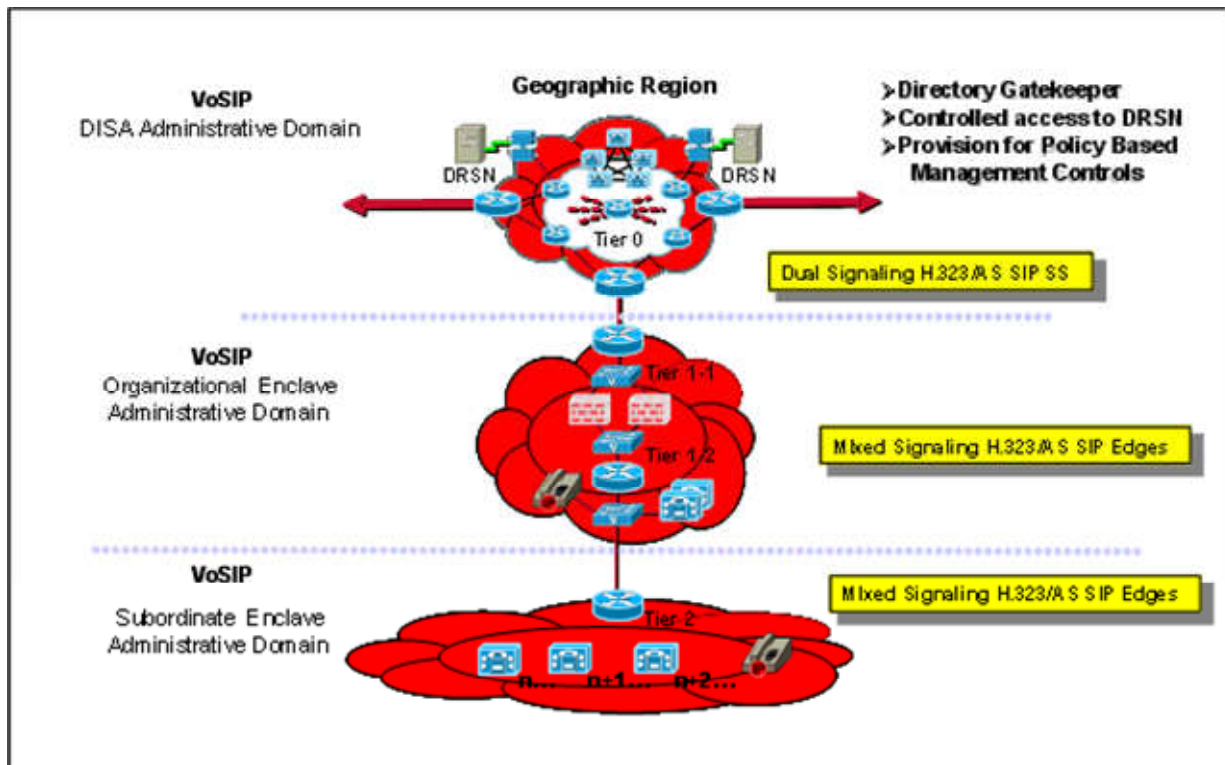 VoSIP
DISA Administrative Domain
Geographic Region
➢Directory Gatekeeper
➢Controlled access to DRSN
➢Provision for Policy Based
Management Controls
DRSN
DRSN
Tier 0
Dual Signaling H.323/AS SIP SS
VoSIP
Organizational Enclave
Administrative Domain
Tier 1-1
Tier 1-2
MIxed Signaling H.323/AS SIP Edges
VoSIP
Subordinate Enclave
Administrative Domain
Tier 2
MIxed Signaling H.323/AS SIP Edges
n... n+1... n+2...